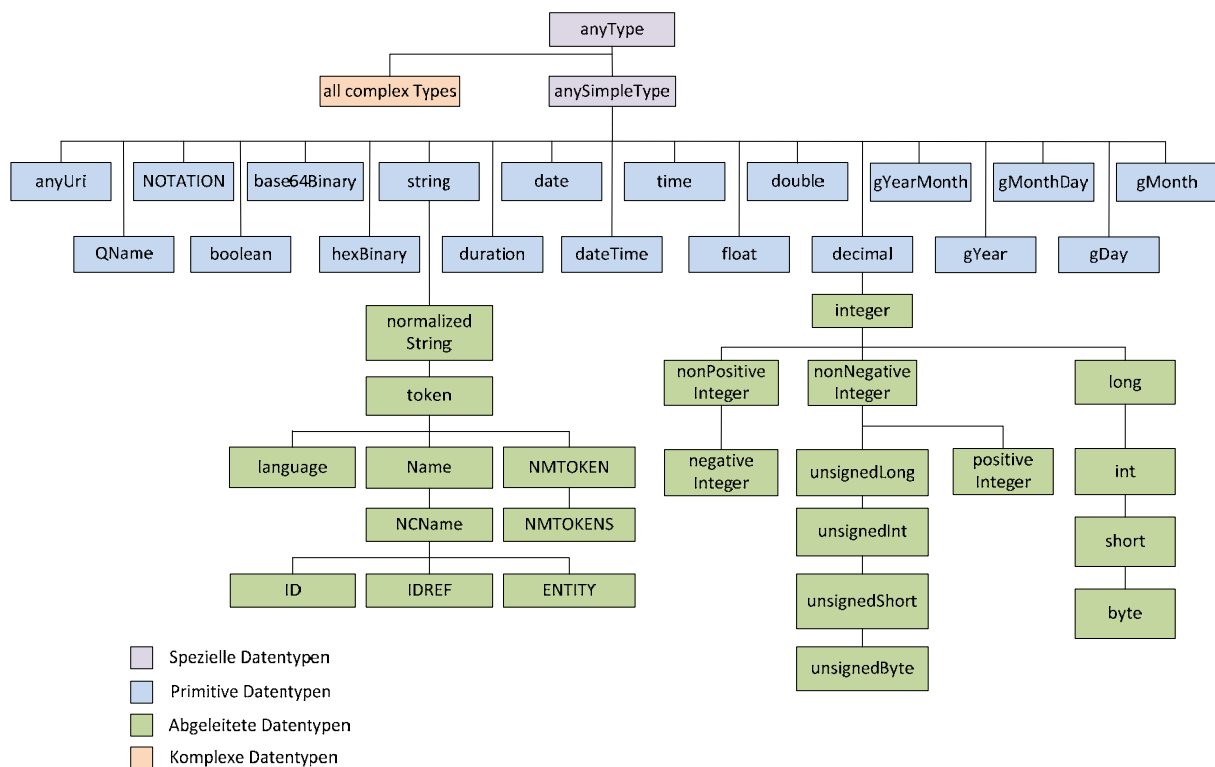 anyType
all complex Types
anySimpleType
anyUri
NOTATION
base64Binary
string
date
time
double
gYearMonth
gMonthDay
gMonth
QName
boolean
hexBinary
duration
dateTime
float
decimal
gYear
gDay
normalized
String
integer
token
nonPositive
Integer
nonNegative
Integer
long
language
Name
NMTOKEN
negative
Integer
unsignedLong
positive
Integer
int
NCName
NMTOKENS
unsignedInt
short
ID
IDREF
ENTITY
unsignedShort
byte
unsignedByte
Spezielle Datentypen
Primitive Datentypen
Abgeleitete Datentypen
Komplexe Datentypen